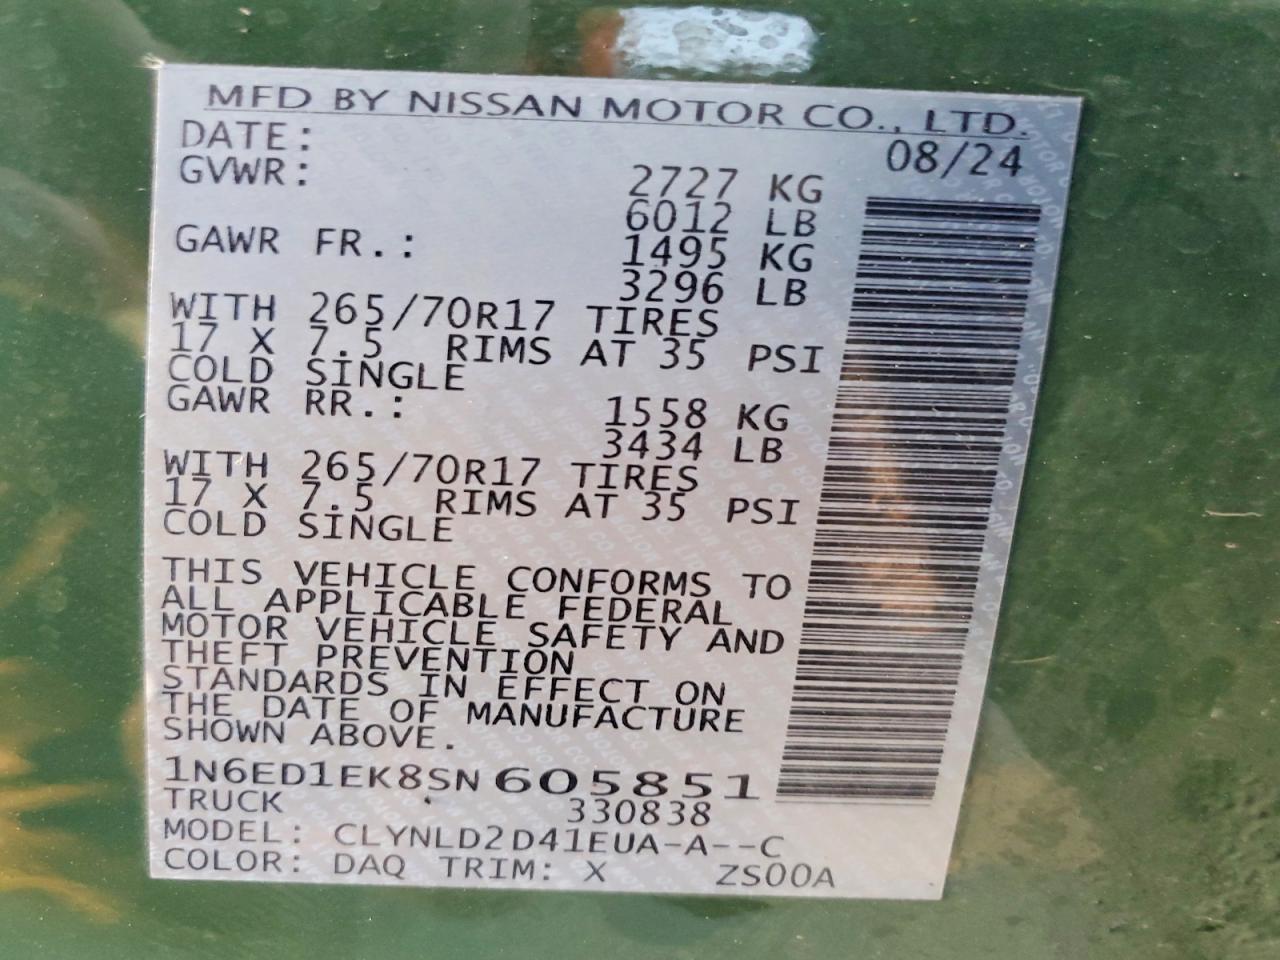 MFD BY NISSAN MOTOR CO., LTD.
DATE: 08/24
GVWR: 2727 KG
6012 LB
GAWR FR.: 1495 KG
3296 LB
WITH 265/70R17 TIRES
17 X 7.5 RIMS AT 35 PSI
COLD SINGLE
GAWR RR.: 1558 KG
3434 LB
WITH 265/70R17 TIRES
17 X 7.5 RIMS AT 35 PSI
COLD SINGLE
THIS VEHICLE CONFORMS TO
ALL APPLICABLE FEDERAL
MOTOR VEHICLE SAFETY AND
THEFT PREVENTION
STANDARDS IN EFFECT ON
THE DATE OF MANUFACTURE
SHOWN ABOVE.
1N6ED1EK8SN605851
TRUCK 330838
MODEL: CLYNLD2D41EUA-A--C
COLOR: DAQ TRIM: X ZS00A